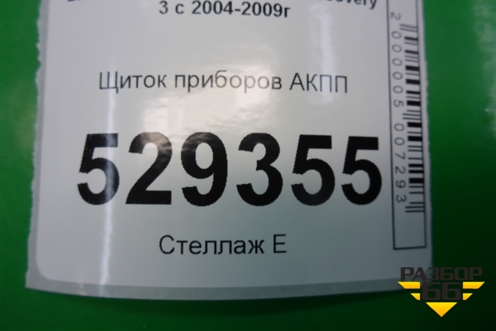 3 с 2004-2009г
Щиток приборов АКПП
529355
Стеллаж Е
2000005007293
РАЗБОР
66